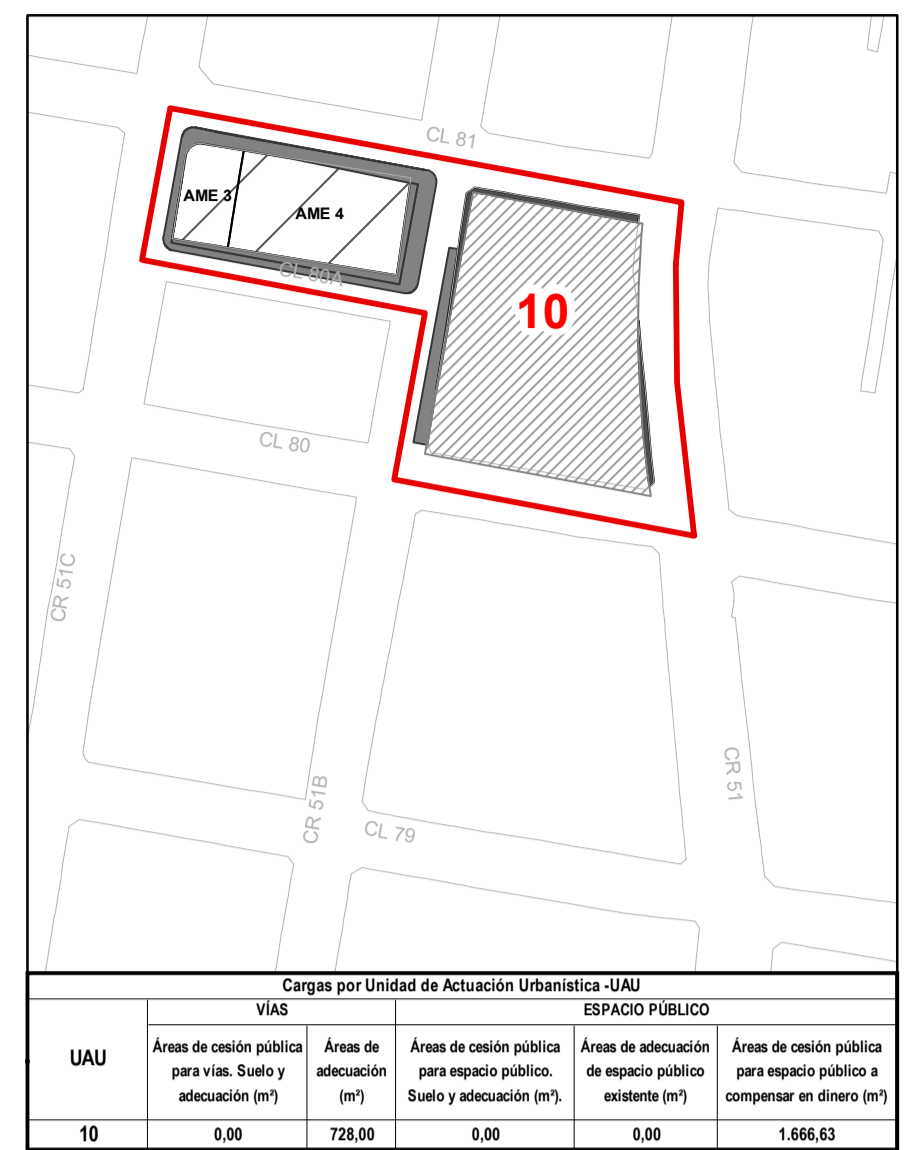 CL 81
AME 3
AME 4
CL 80A
10
CL 80
CR 51C
CR 51B
CL 79
CR 51
Cargas por Unidad de Actuación Urbanística -UAU
UAU
VÍAS
ESPACIO PÚBLICO
Áreas de cesión pública
para vías. Suelo y
adecuación (m²)
Áreas de
adecuación
(m²)
Áreas de cesión pública
para espacio público.
Suelo y adecuación (m²).
Áreas de adecuación
de espacio público
existente (m²)
Áreas de cesión pública
para espacio público a
compensar en dinero (m²)
10
0,00
728,00
0,00
0,00
1.666,63